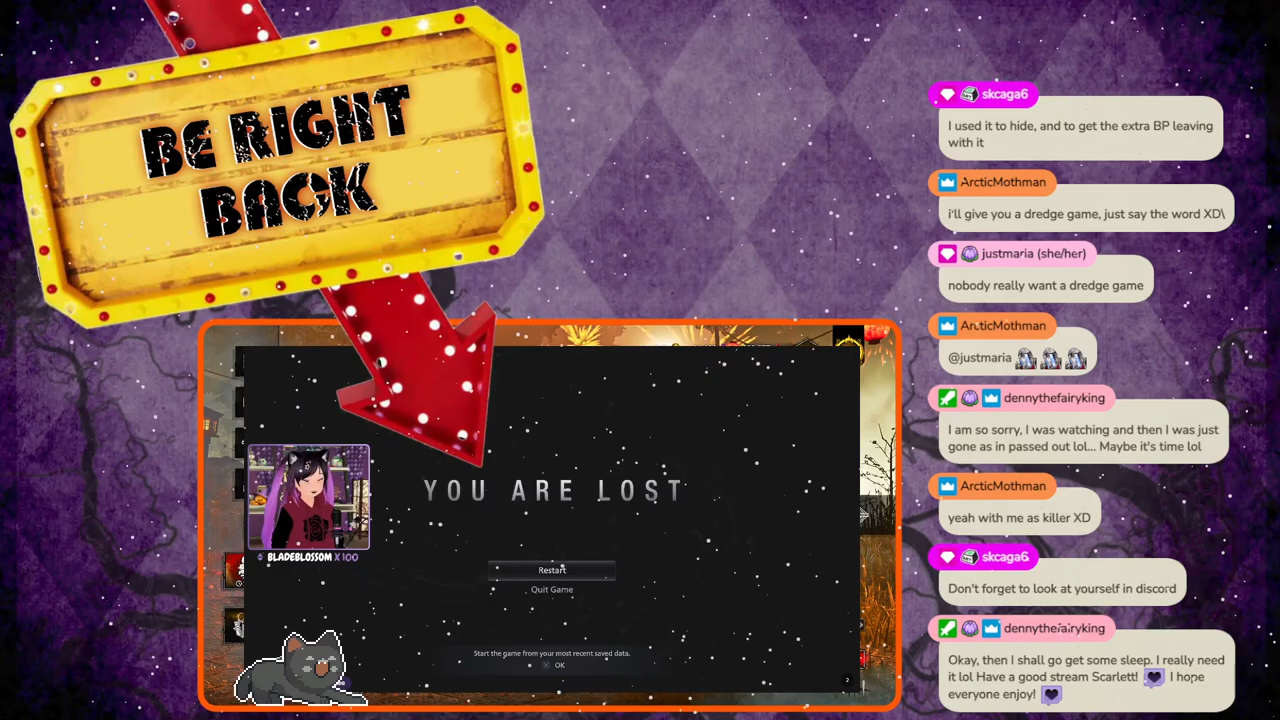 BE RIGHT
BACK
skcaga6
I used it to hide, and to get the extra BP leaving
with it
ArcticMothman
i'll give you a dredge game, just say the word XD\
justmaria (she/her)
nobody really want a dredge game
ArcticMothman
@justmaria
dennythefairyking
I am so sorry, I was watching and then I was just
gone as in passed out lol... Maybe it's time lol
ArcticMothman
yeah with me as killer XD
skcaga6
Don't forget to look at yourself in discord
dennythefairyking
Okay, then I shall go get some sleep. I really need
it lol Have a good stream Scarlett! I hope
everyone enjoy!
YOU ARE LOST
BLADEBLOSSOM X 100
Restart
Quit Game
Start the game from your most recent saved data.
OK
2